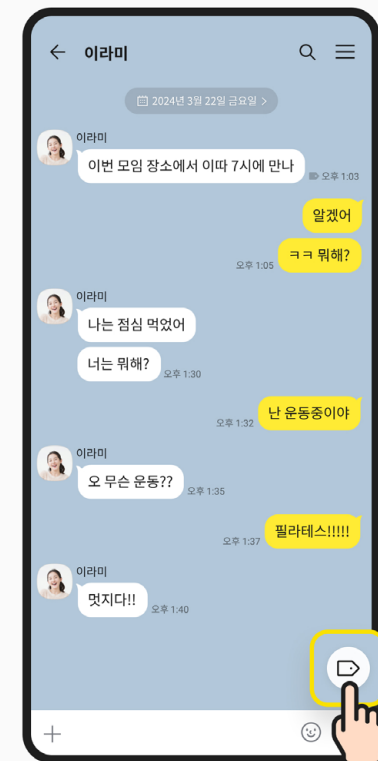 이라미
2024년 3월 22일 금요일
이라미
이번 모임 장소에서 이따 7시에 만나
오후 1:03
알겠어
ㅋㅋ 뭐해?
오후 1:05
이라미
나는 점심 먹었어
너는 뭐해?
오후 1:30
난 운동중이야
오후 1:32
이라미
오 무슨 운동??
오후 1:35
필라테스!!!!!
오후 1:37
이라미
멋지다!!
오후 1:40